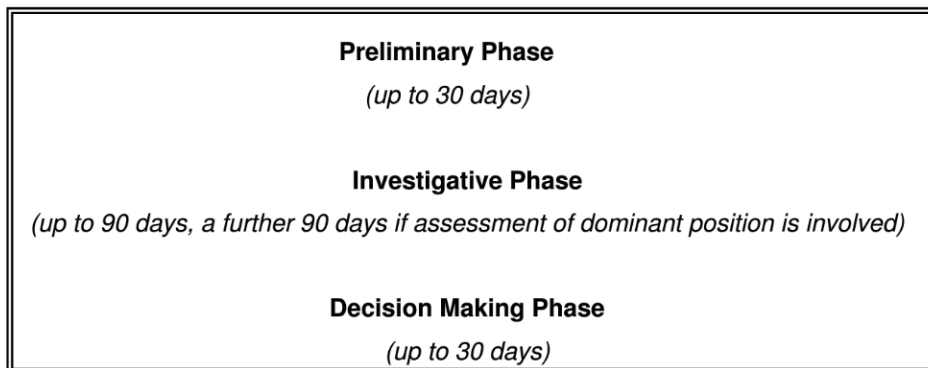 Preliminary Phase
(up to 30 days)
Investigative Phase
(up to 90 days, a further 90 days if assessment of dominant position is involved)
Decision Making Phase
(up to 30 days)